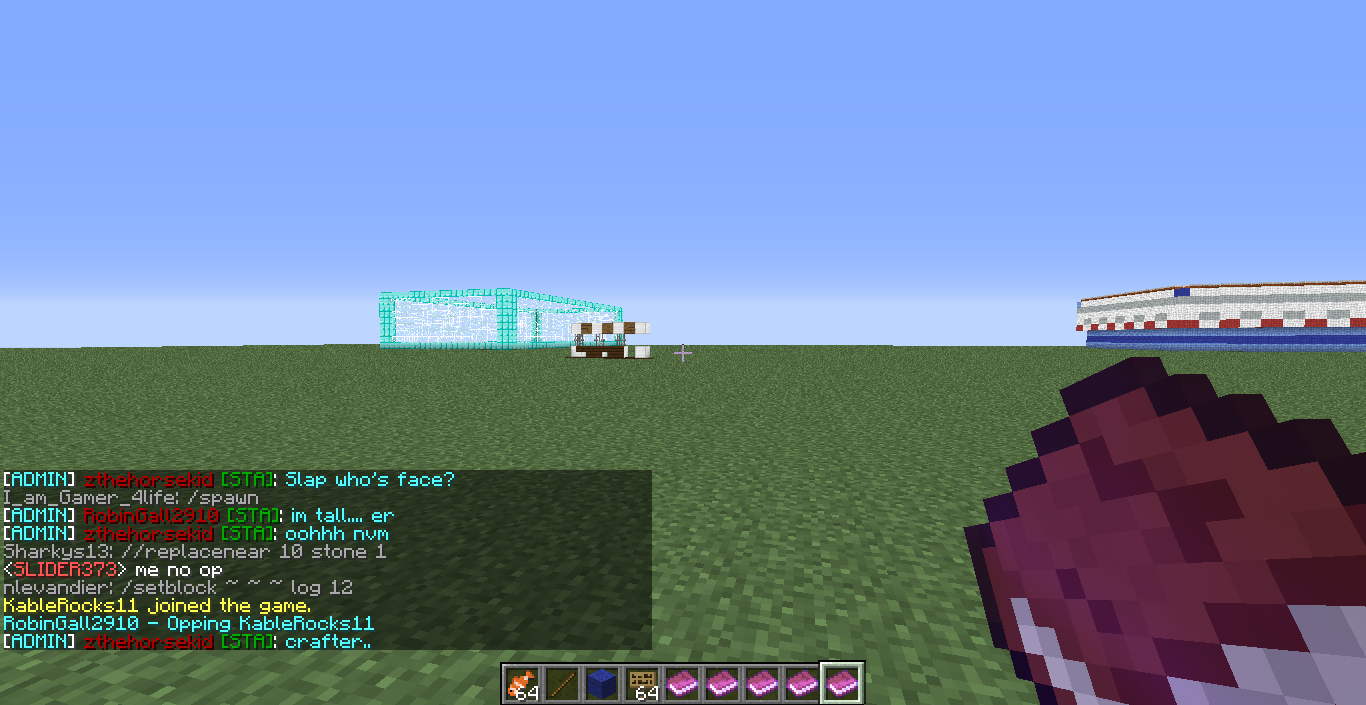 [ADMIN] zthehorsekid [STA]: Slap who's face?
I_am_Gamer_4life: /spawn
[ADMIN] RobinGall2910 [STA]: im tall.... er
[ADMIN] zthehorsekid [STA]: oohhh nvm
Sharkys13: //replacenear 10 stone 1
<SLIDER373> me no op
nlevandier: /setblock ~ ~ ~ log 12
KableRocks11 joined the game.
RobinGall2910 - Opping KableRocks11
[ADMIN] zthehorsekid [STA]: crafter..
64 64